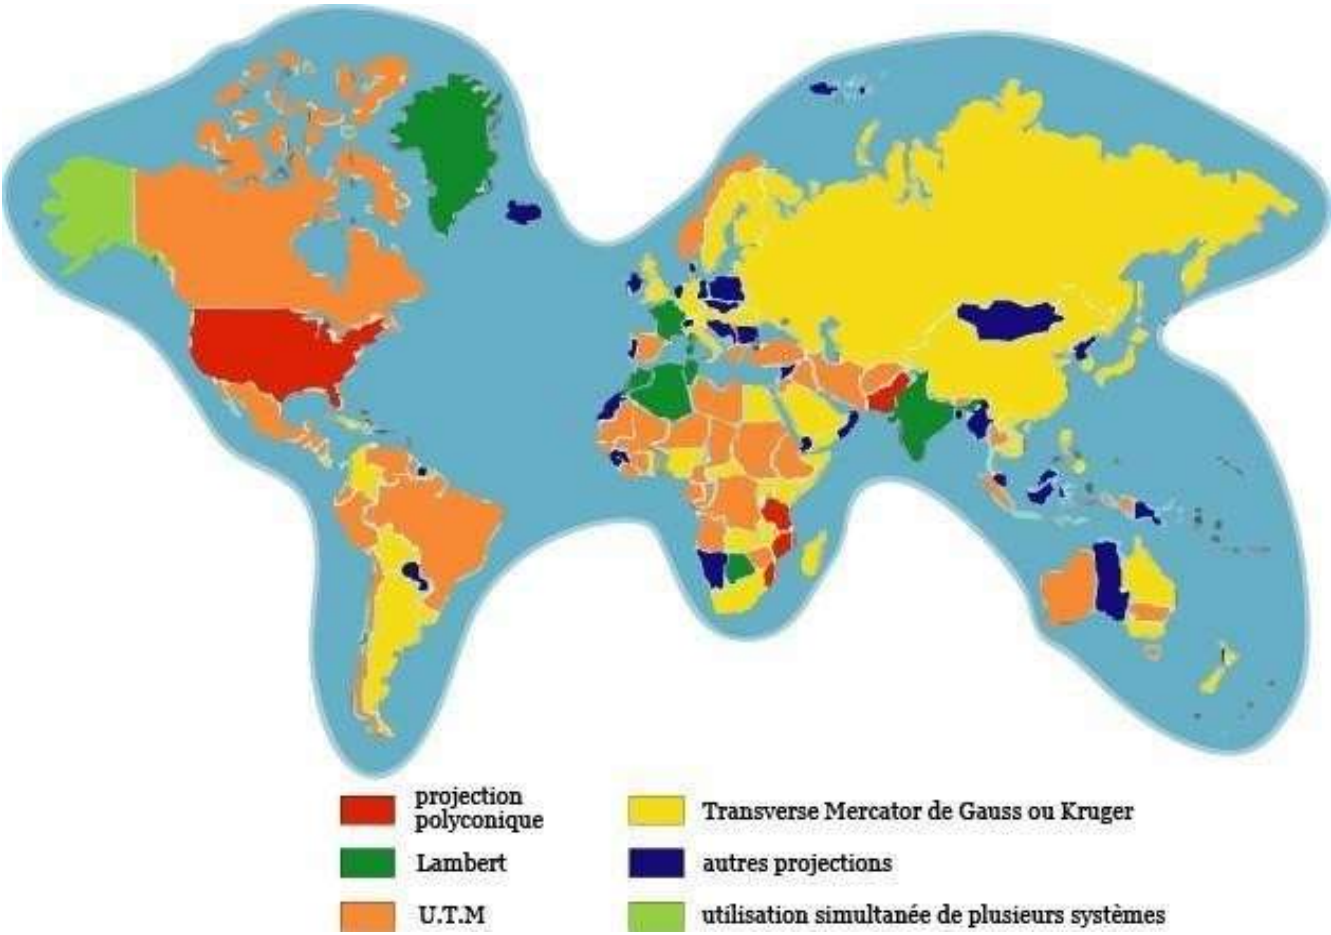 projection
polyconique
Lambert
U.T.M
Transverse Mercator de Gauss ou Kruger
autres projections
utilisation simultanée de plusieurs systèmes